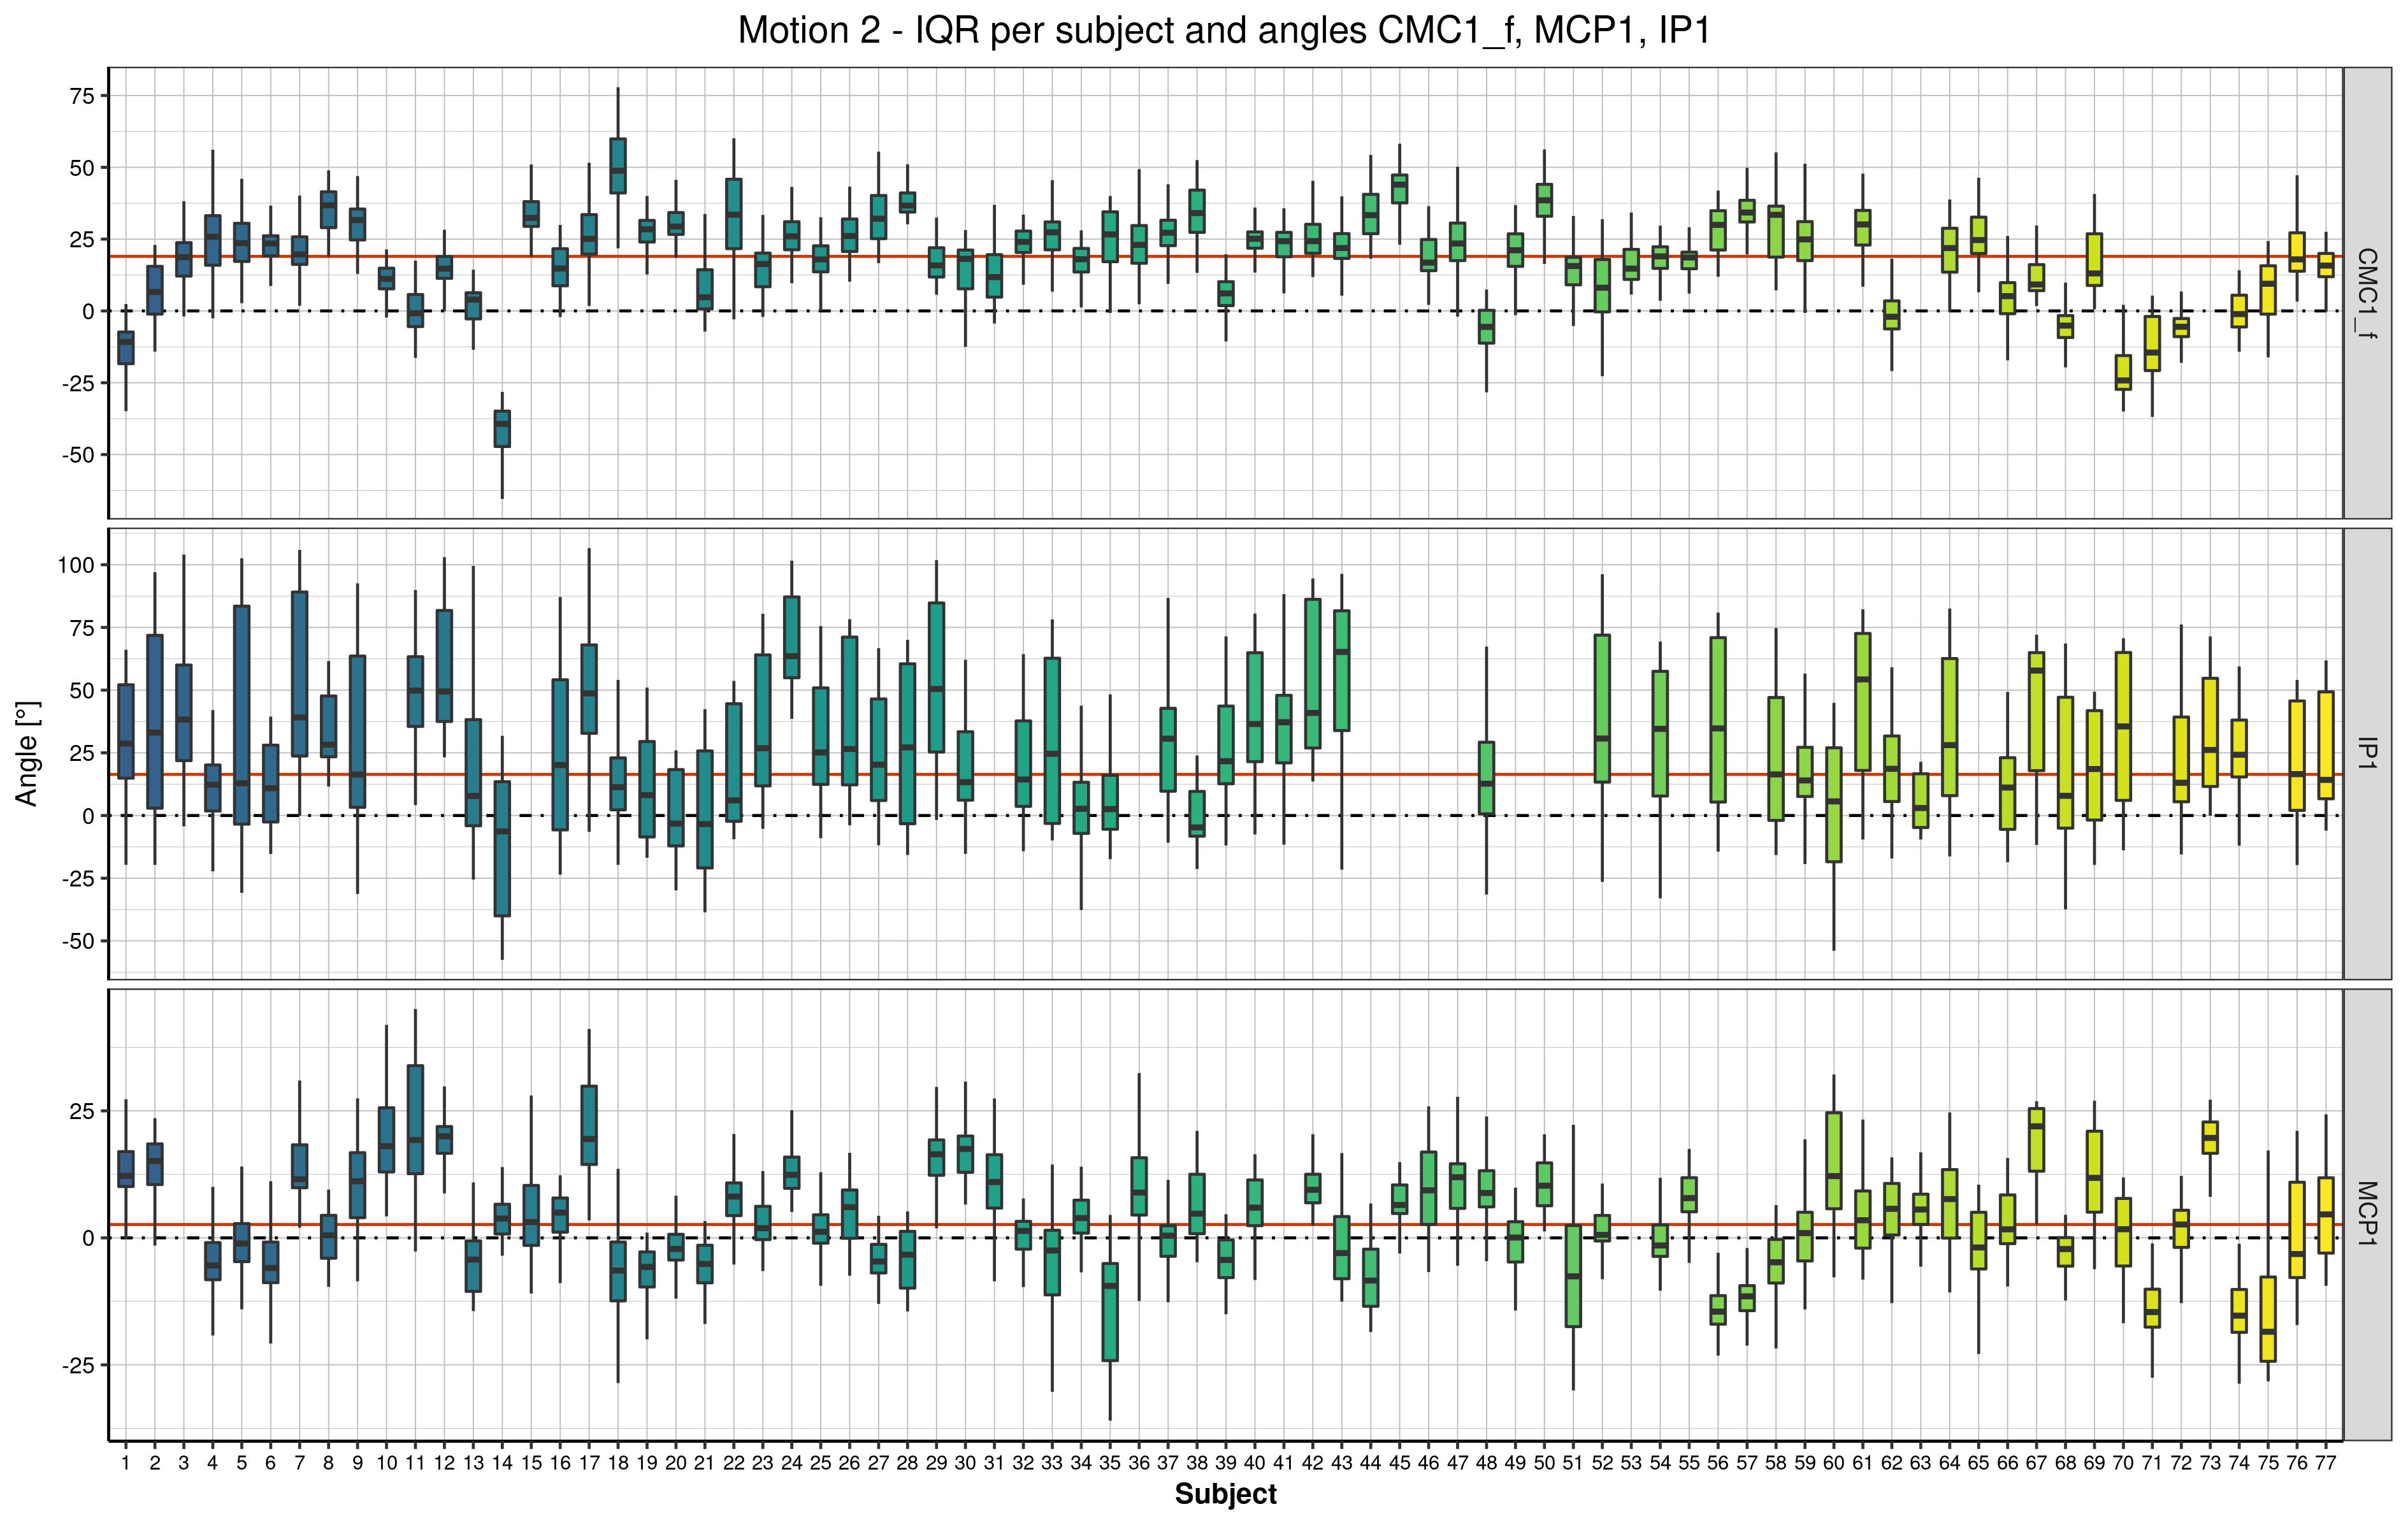 Motion 2 - IQR per subject and angles CMC1_f, MCP1, IP1
75
50
25
0
-25
-50
CMC1_f
100
75
50
25
0
-25
-50
IP1
25
0
-25
MCP1
Angle [°]
1 2 3 4 5 6 7 8 9 10 11 12 13 14 15 16 17 18 19 20 21 22 23 24 25 26 27 28 29 30 31 32 33 34 35 36 37 38 39 40 41 42 43 44 45 46 47 48 49 50 51 52 53 54 55 56 57 58 59 60 61 62 63 64 65 66 67 68 69 70 71 72 73 74 75 76 77
Subject